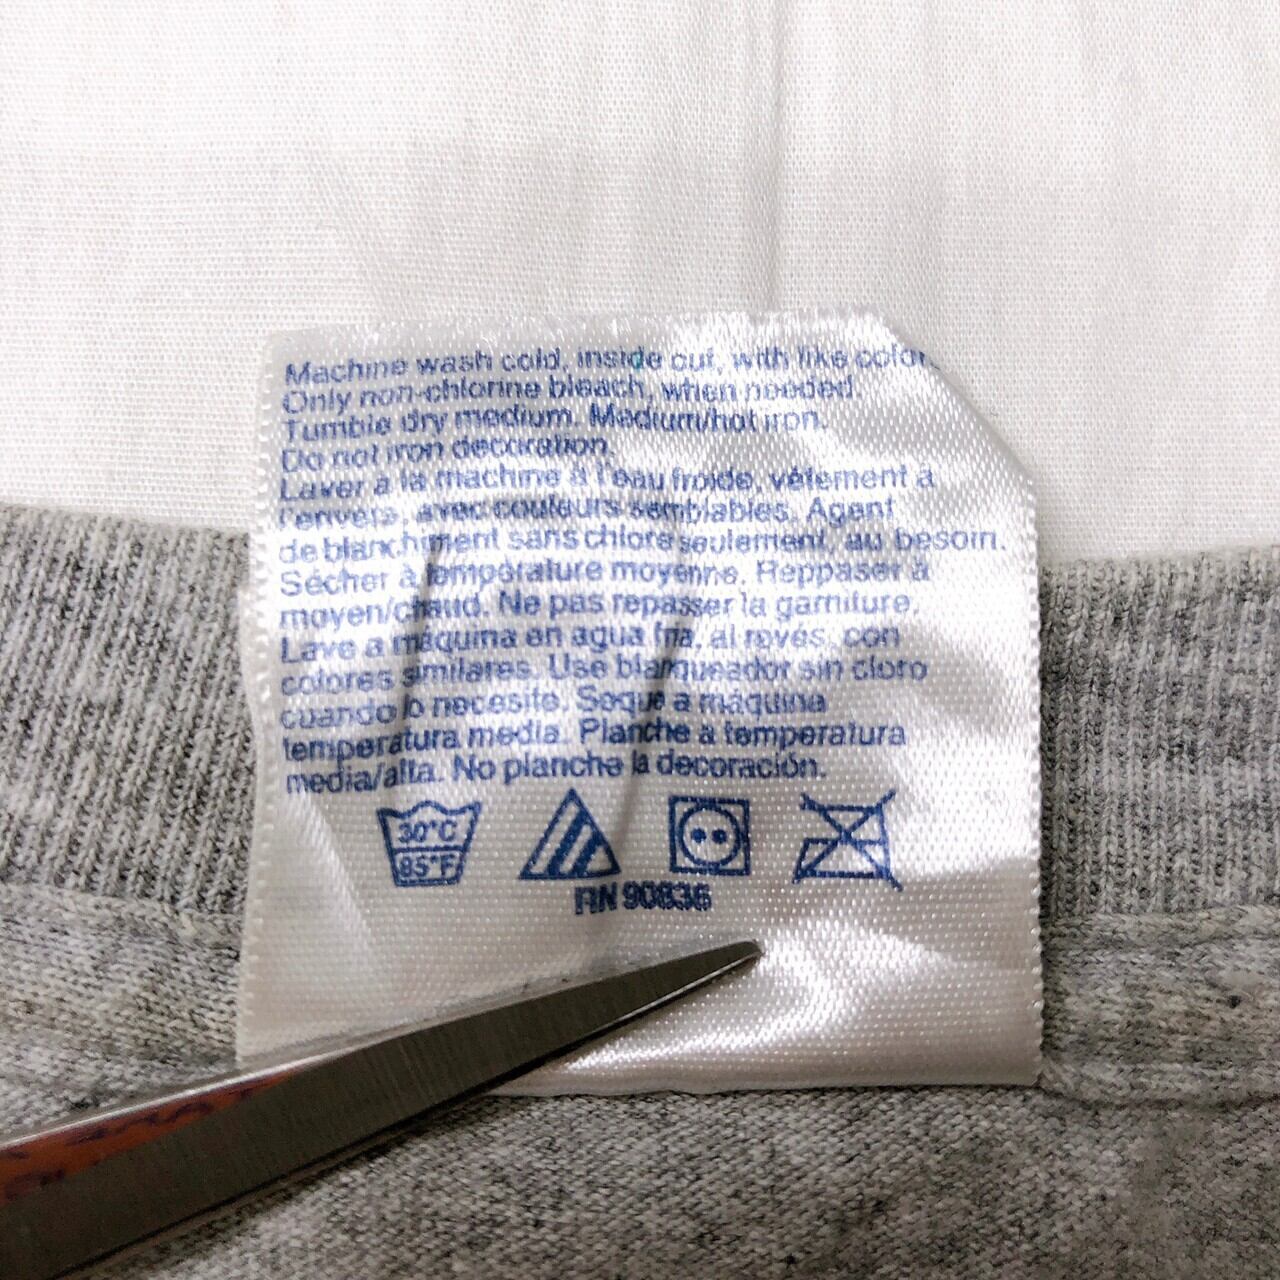 Machine wash cold, inside out, with like color
Only non-chlorine bleach, when needed.
Tumble dry medium. Medium/hot iron.
Do not iron decoration.
Laver a la machine à l'eau froide, vêtement à
l'envers, avec couleurs semblables. Agent
de blanchiment sans chlore seulement, au besoin.
Sécher à température moyenne. Reppaser à
moyen/chaud. Ne pas repasser la garniture.
Lave a máquina en agua fria, al revés, con
colores similares. Use blanqueador sin cloro
cuando lo necesite. Seque a máquina
temperatura media. Planche a temperatura
media/alta. No planche la decoración.
30°C
85°F
RN 90836